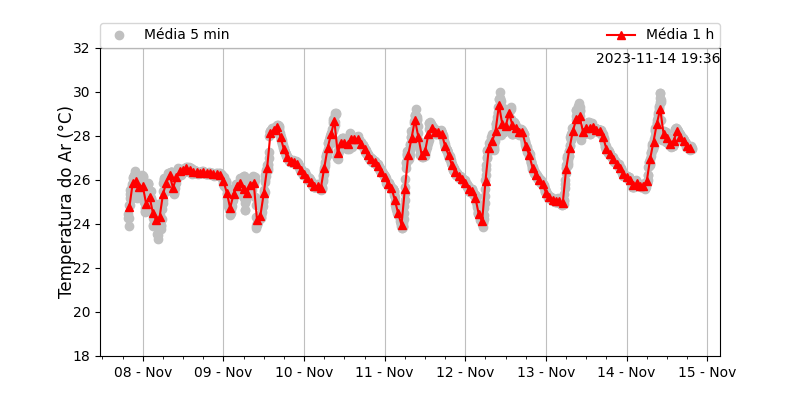 Média 5 min
Média 1 h
2023-11-14 19:36
Temperatura do Ar (°C)
32
30
28
26
24
22
20
18
08 - Nov
09 - Nov
10 - Nov
11 - Nov
12 - Nov
13 - Nov
14 - Nov
15 - Nov